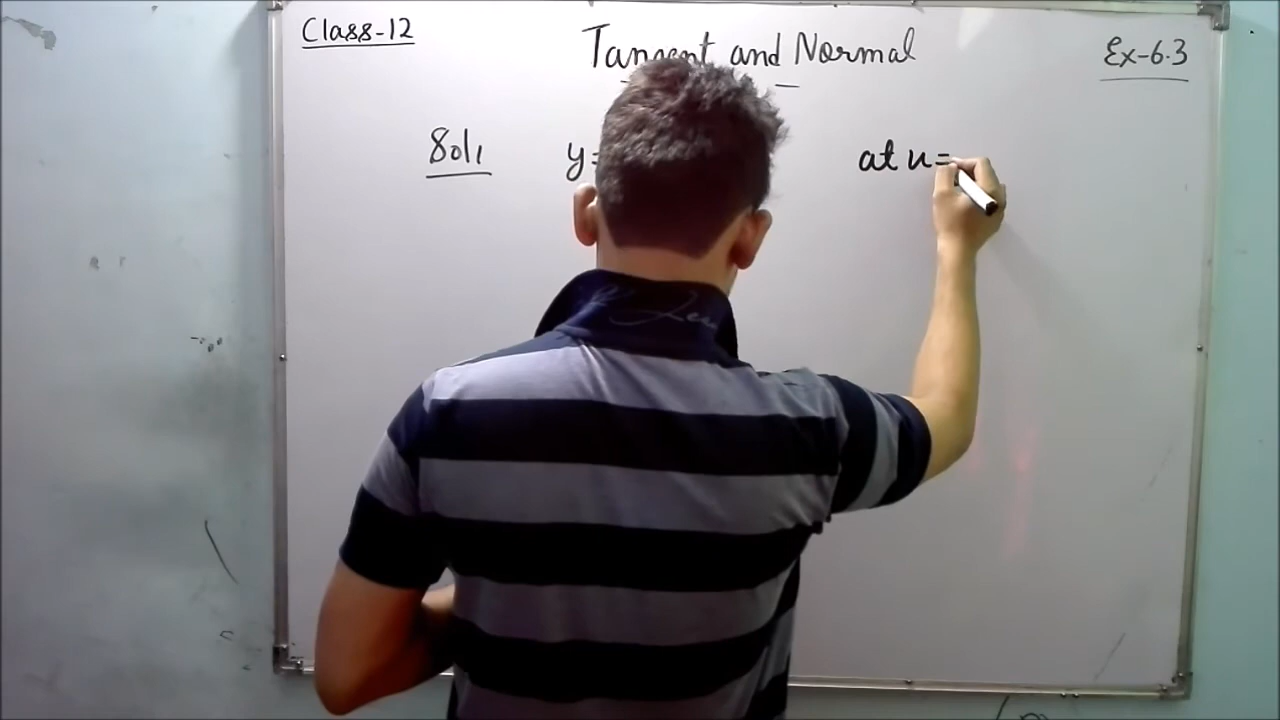 Class-12
Tangent and Normal
Ex-6.3
Sol1 y= at x=